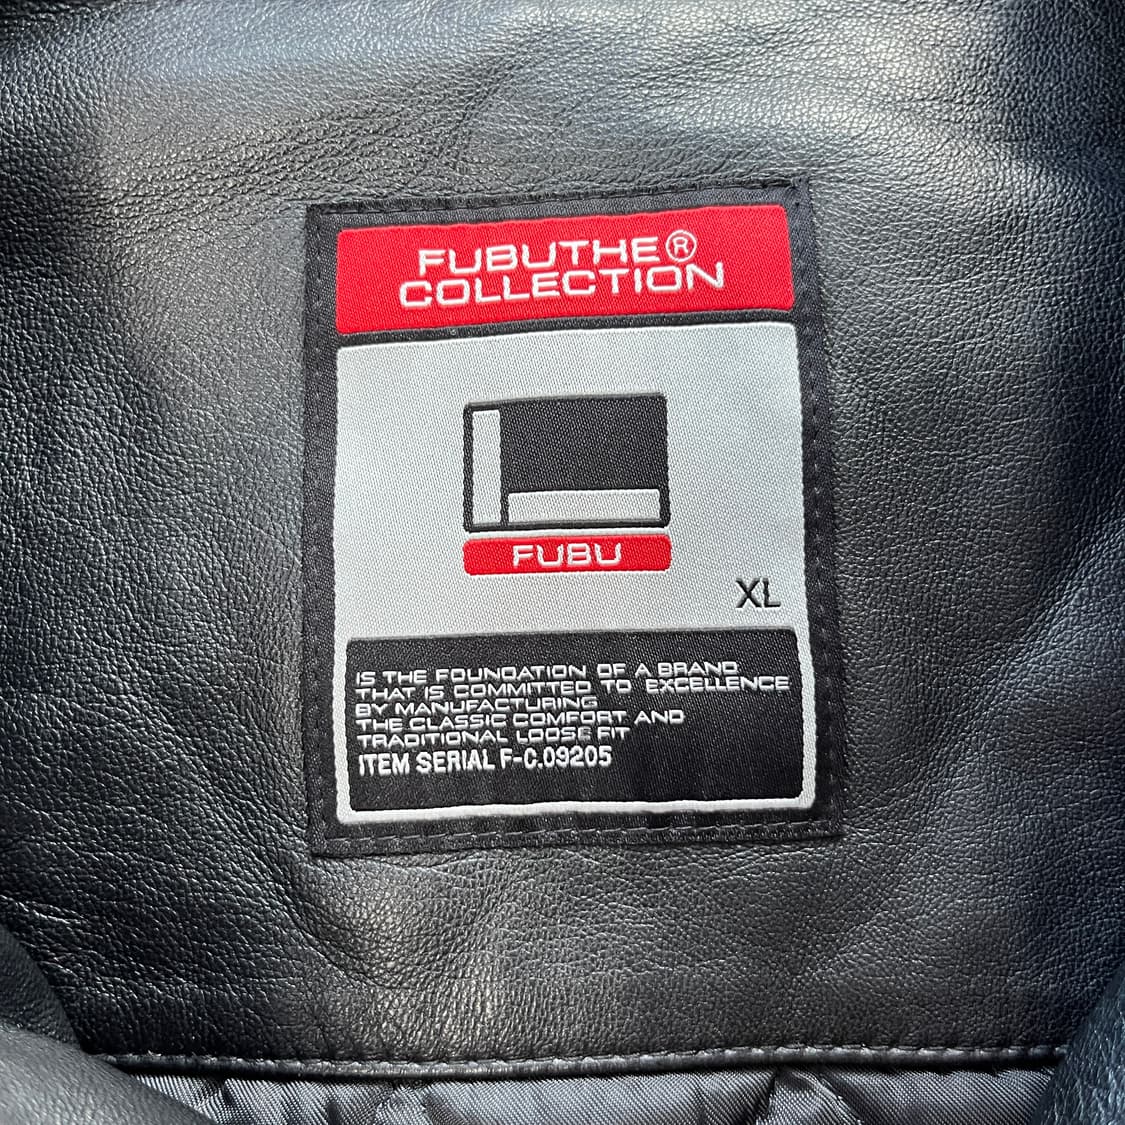 FUBUTHE®
COLLECTION
FUBU
XL
IS THE FOUNDATION OF A BRAND
THAT IS COMMITTED TO EXCELLENCE
BY MANUFACTURING
THE CLASSIC COMFORT AND
TRADITIONAL LOOSE FIT
ITEM SERIAL F-C.09205